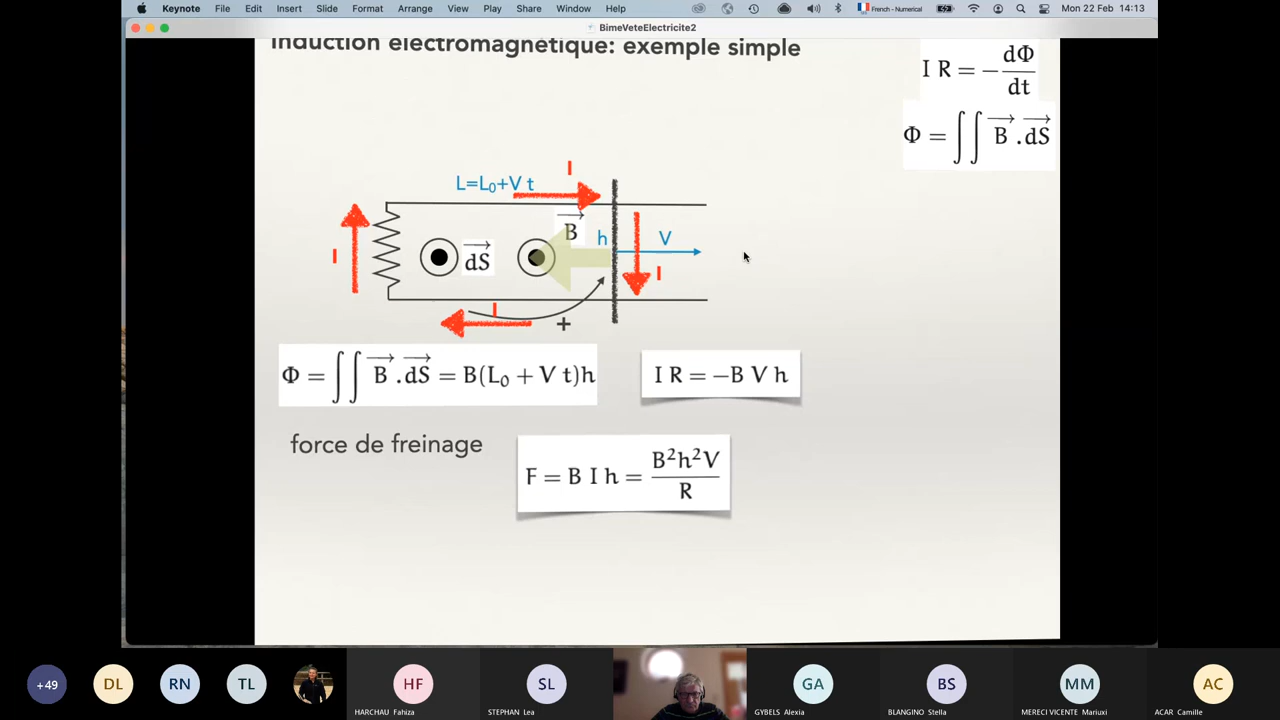 Keynote File Edit Insert Slide Format Arrange View Play Share Window Help French - Numerical Mon 22 Feb 14:13
BimeVeteElectricite2
Induction electromagnétique: exemple simple
I R = − dΦ/dt
Φ = ∫∫ B⃗ . dS⃗
L=L₀+V t
I
B⃗
h
V
I
dS⃗
I
I
+
Φ = ∫∫ B⃗ . dS⃗ = B(L₀ + V t)h
I R = −B V h
force de freinage
F = B I h = B²h²V/R
+49
DL
RN
TL
HF
SL
GA
BS
MM
AC
HARCHAU Fahiza
STEPHAN Lea
GYBELS Alexia
BLANGINO Stella
MERECI VICENTE Mariuxi
ACAR Camille